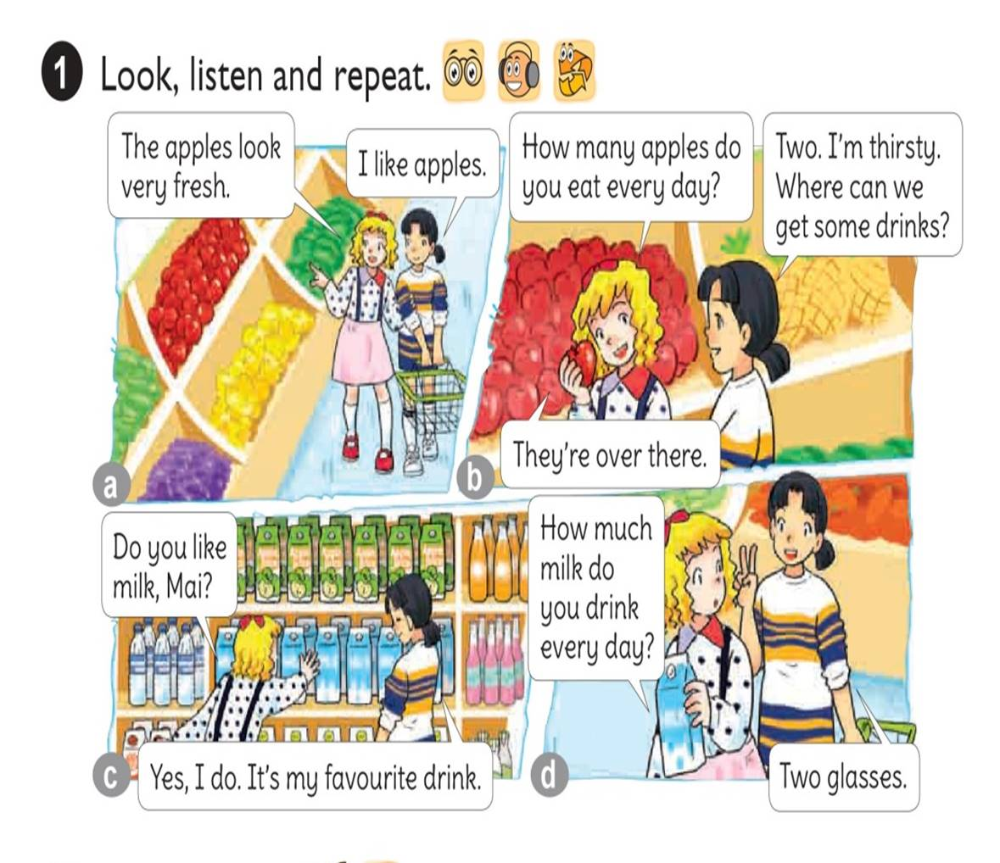 1 Look, listen and repeat.
The apples look
very fresh.
I like apples.
a
How many apples do
you eat every day?
Two. I'm thirsty.
Where can we
get some drinks?
They're over there.
b
Do you like
milk, Mai?
Yes, I do. It's my favourite drink.
c
How much
milk do
you drink
every day?
Two glasses.
d